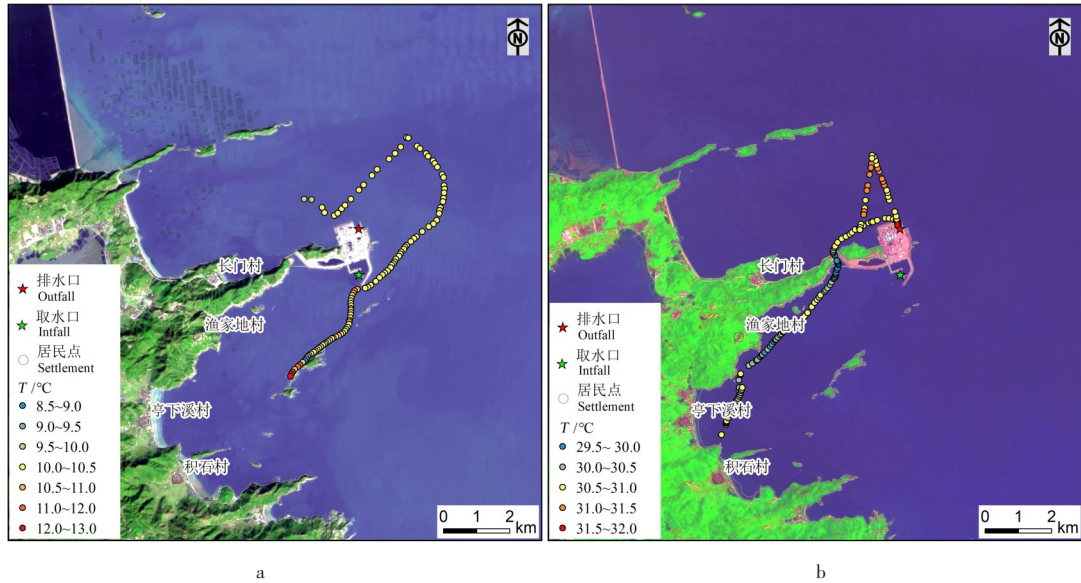 N
长门村
渔家地村
亭下溪村
积石村
排水口
Outfall
取水口
Intfall
居民点
Settlement
T /℃
8.5~9.0
9.0~9.5
9.5~10.0
10.0~10.5
10.5~11.0
11.0~12.0
12.0~13.0
0 1 2
km
a
N
长门村
渔家地村
亭下溪村
积石村
排水口
Outfall
取水口
Intfall
居民点
Settlement
T /℃
29.5~ 30.0
30.0~30.5
30.5~31.0
31.0~31.5
31.5~32.0
0 1 2
km
b